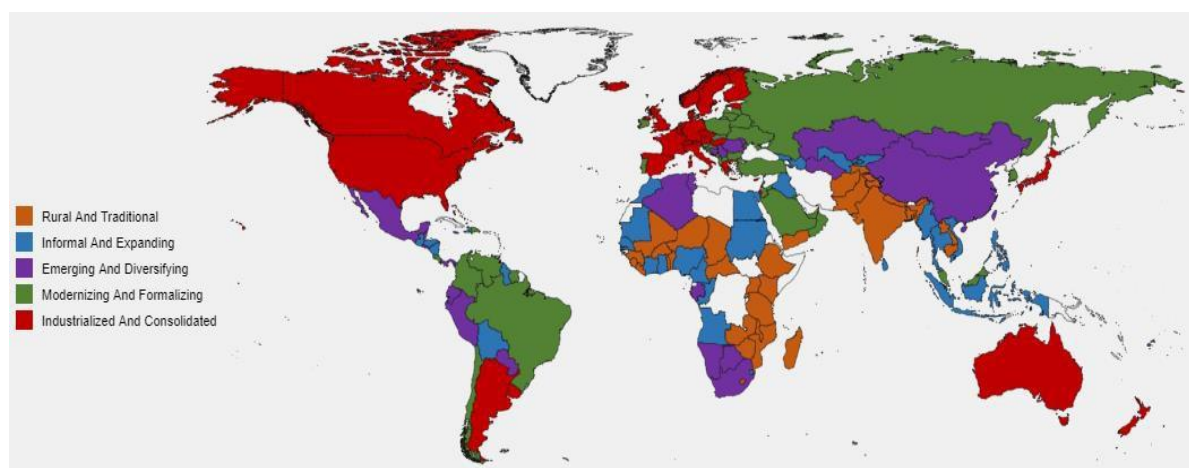 Rural And Traditional
Informal And Expanding
Emerging And Diversifying
Modernizing And Formalizing
Industrialized And Consolidated